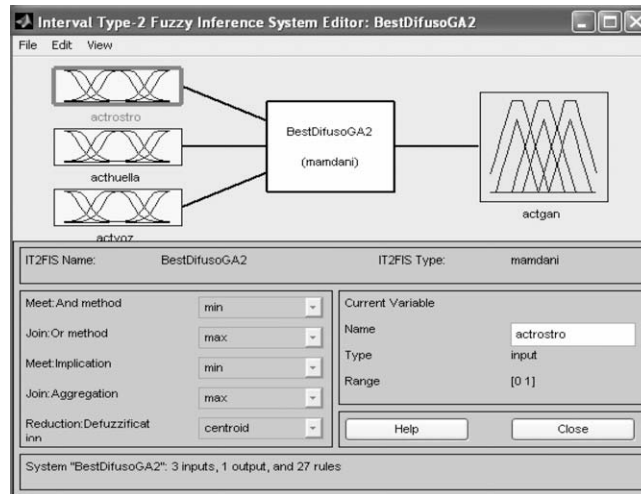 Interval Type-2 Fuzzy Inference System Editor: BestDifusoGA2
File Edit View
actrostro
BestDifusoGA2
(mamdani)
acthuella
actgan
actvoz
IT2FIS Name: BestDifusoGA2 IT2FIS Type: mamdani
Meet:And method min
Join:Or method max
Meet:Implication min
Join:Aggregation max
Reduction:Defuzzificat
ion centroid
Current Variable
Name actrostro
Type input
Range [0 1]
Help Close
System "BestDifusoGA2": 3 inputs, 1 output, and 27 rules